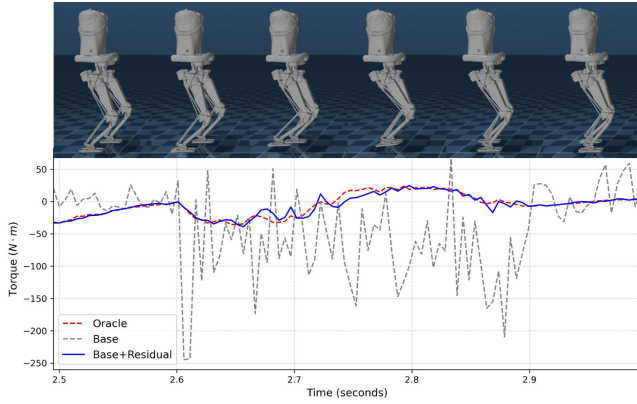 50
0
−50
−100
−150
−200
−250
Torque (N · m)
Oracle
Base
Base+Residual
2.5
2.6
2.7
2.8
2.9
Time (seconds)